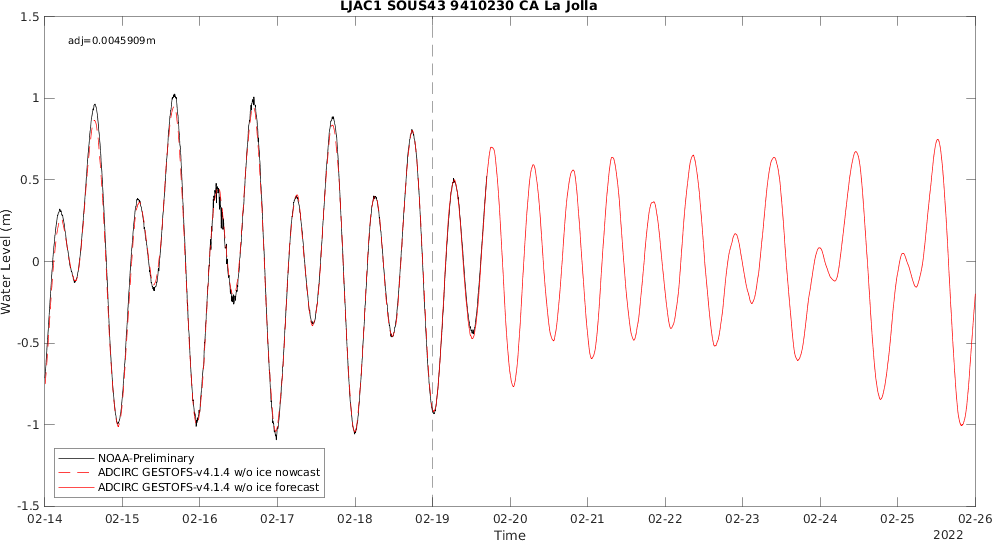 LJAC1 SOUS43 9410230 CA La Jolla
1.5
adj=0.0045909m
1
0.5
0
-0.5
-1
-1.5
Water Level (m)
NOAA-Preliminary
ADCIRC GESTOFS-v4.1.4 w/o ice nowcast
ADCIRC GESTOFS-v4.1.4 w/o ice forecast
02-14 02-15 02-16 02-17 02-18 02-19 02-20 02-21 02-22 02-23 02-24 02-25 02-26
Time
2022